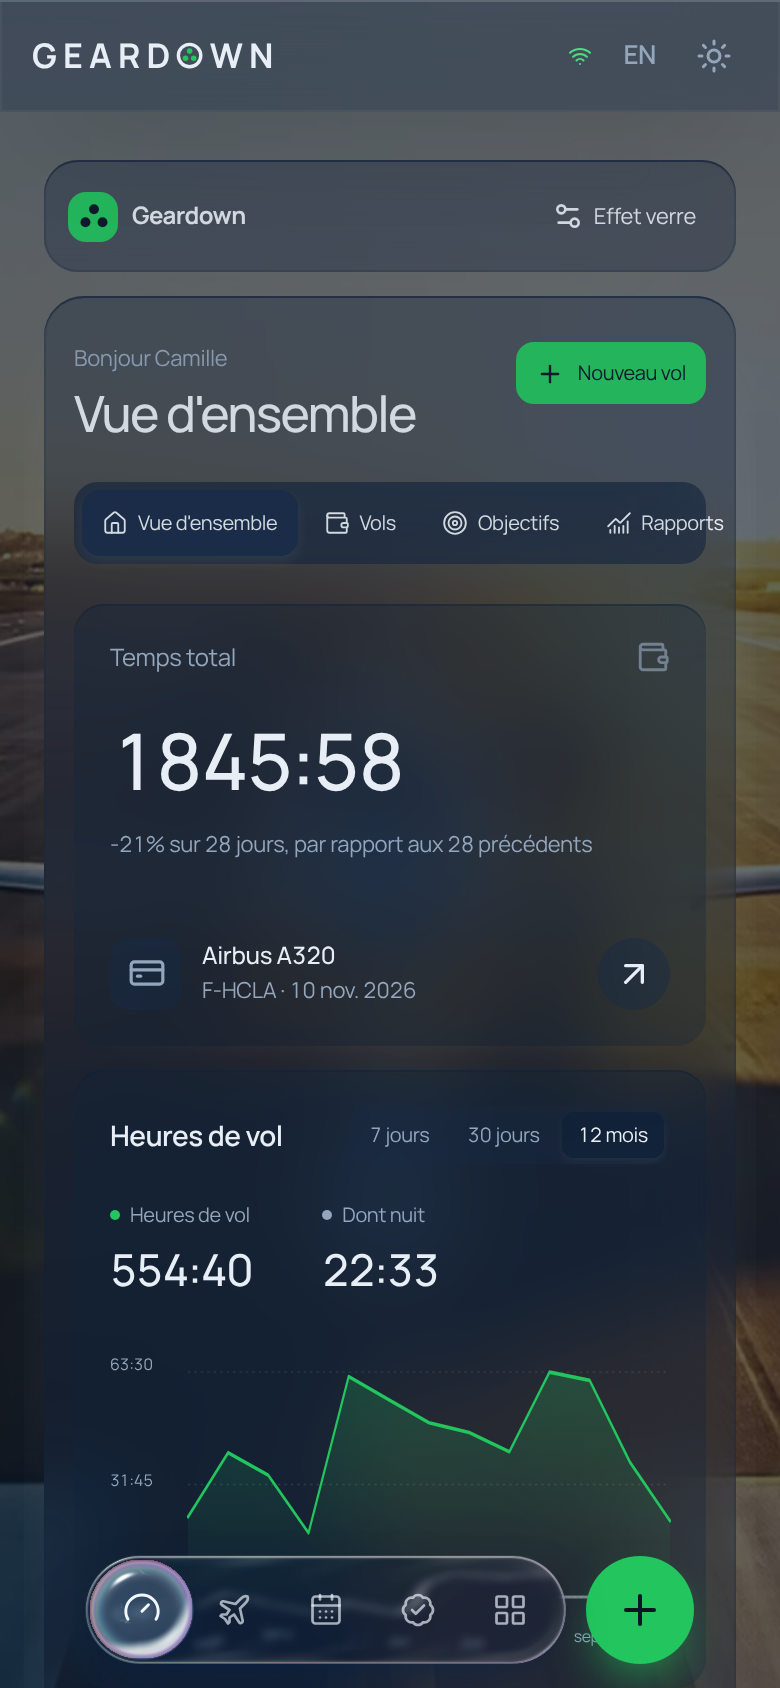 GEARDOWN
EN
Geardown
Effet verre
Bonjour Camille
Vue d'ensemble
Nouveau vol
Vue d'ensemble
Vols
Objectifs
Rapports
Temps total
1845:58
-21% sur 28 jours, par rapport aux 28 précédents
Airbus A320
F-HCLA · 10 nov. 2026
Heures de vol
7 jours
30 jours
12 mois
Heures de vol
Dont nuit
554:40
22:33
63:30
31:45